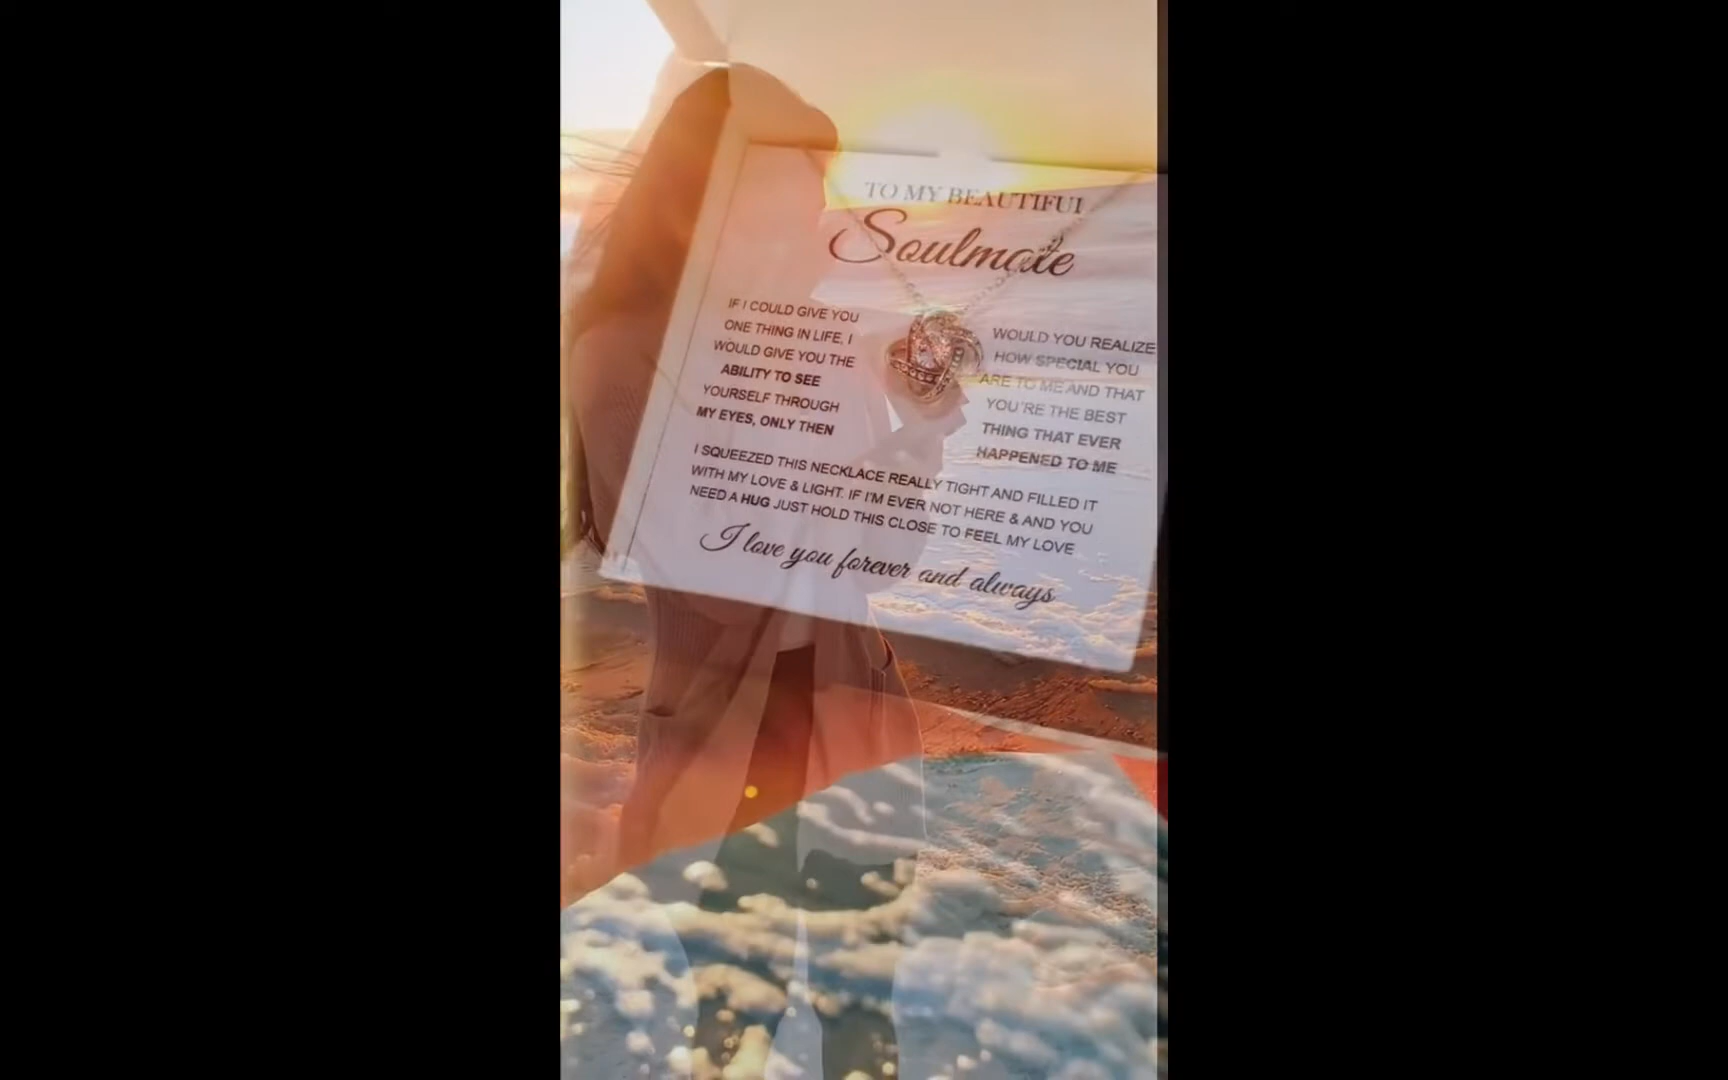 TO MY BEAUTIFUL
Soulmate
IF I COULD GIVE YOU
ONE THING IN LIFE, I
WOULD GIVE YOU THE
ABILITY TO SEE
YOURSELF THROUGH
MY EYES, ONLY THEN
WOULD YOU REALIZE
HOW SPECIAL YOU
ARE TO ME AND THAT
YOU'RE THE BEST
THING THAT EVER
HAPPENED TO ME
I SQUEEZED THIS NECKLACE REALLY TIGHT AND FILLED IT
WITH MY LOVE & LIGHT. IF I'M EVER NOT HERE & AND YOU
NEED A HUG JUST HOLD THIS CLOSE TO FEEL MY LOVE
I love you forever and always